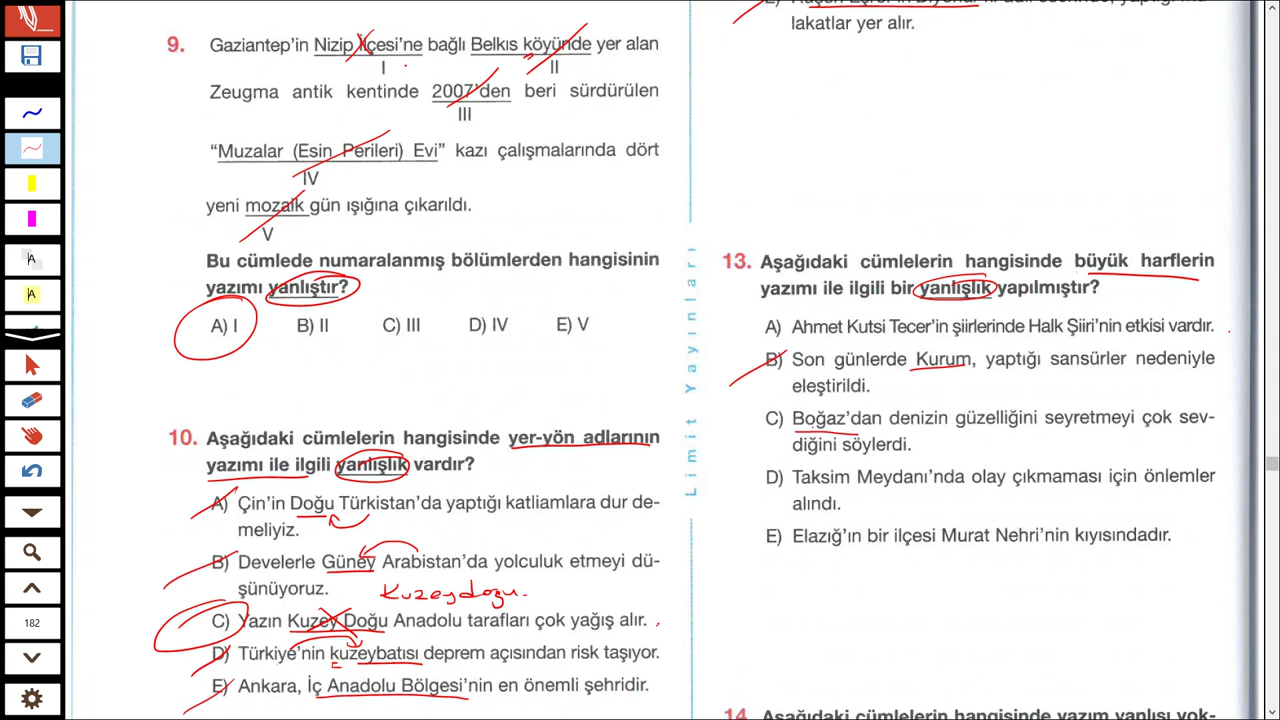 9. Gaziantep'in Nizip İlçesi'ne bağlı Belkıs köyünde yer alan
I II
Zeugma antik kentinde 2007'den beri sürdürülen
III
“Muzalar (Esin Perileri) Evi” kazı çalışmalarında dört
IV
yeni mozaik gün ışığına çıkarıldı.
V
Bu cümlede numaralanmış bölümlerden hangisinin
yazımı yanlıştır?
A) I B) II C) III D) IV E) V
10. Aşağıdaki cümlelerin hangisinde yer-yön adlarının
yazımı ile ilgili yanlışlık vardır?
A) Çin'in Doğu Türkistan'da yaptığı katliamlara dur de-
meliyiz.
B) Develerle Güney Arabistan'da yolculuk etmeyi dü-
şünüyoruz.
kuzeydoğu
C) Yazın Kuzey Doğu Anadolu tarafları çok yağış alır.
D) Türkiye'nin kuzeybatısı deprem açısından risk taşıyor.
E) Ankara, İç Anadolu Bölgesi'nin en önemli şehridir.
lakatlar yer alır.
Limit Yayınları
13. Aşağıdaki cümlelerin hangisinde büyük harflerin
yazımı ile ilgili bir yanlışlık yapılmıştır?
A) Ahmet Kutsi Tecer'in şiirlerinde Halk Şiiri'nin etkisi vardır.
B) Son günlerde Kurum, yaptığı sansürler nedeniyle
eleştirildi.
C) Boğaz'dan denizin güzelliğini seyretmeyi çok sev-
diğini söylerdi.
D) Taksim Meydanı'nda olay çıkmaması için önlemler
alındı.
E) Elazığ'ın bir ilçesi Murat Nehri'nin kıyısındadır.
14. Aşağıdaki cümlelerin hangisinde yazım yanlışı yok-
A
A
182